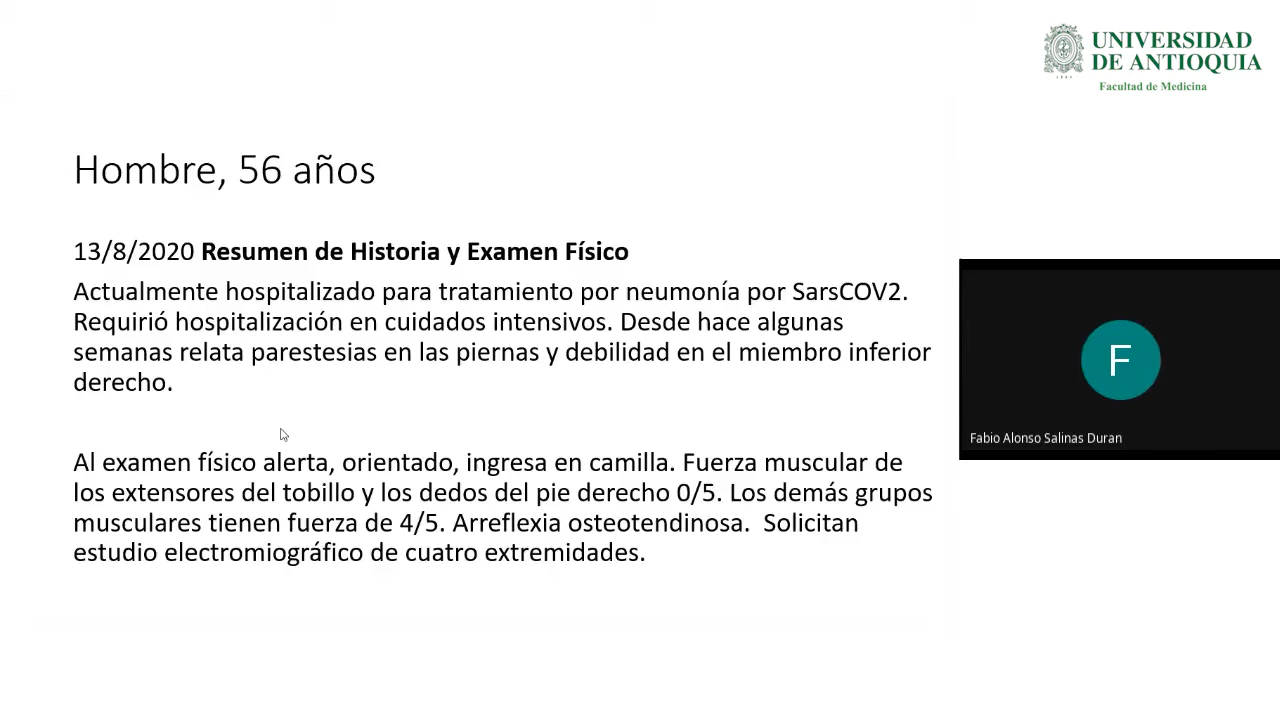 UNIVERSIDAD
DE ANTIOQUIA
Facultad de Medicina
Hombre, 56 años
13/8/2020 Resumen de Historia y Examen Físico
Actualmente hospitalizado para tratamiento por neumonía por SarsCOV2.
Requirió hospitalización en cuidados intensivos. Desde hace algunas
semanas relata parestesias en las piernas y debilidad en el miembro inferior
derecho.
Al examen físico alerta, orientado, ingresa en camilla. Fuerza muscular de
los extensores del tobillo y los dedos del pie derecho 0/5. Los demás grupos
musculares tienen fuerza de 4/5. Arreflexia osteotendinosa. Solicitan
estudio electromiográfico de cuatro extremidades.
F
Fabio Alonso Salinas Duran